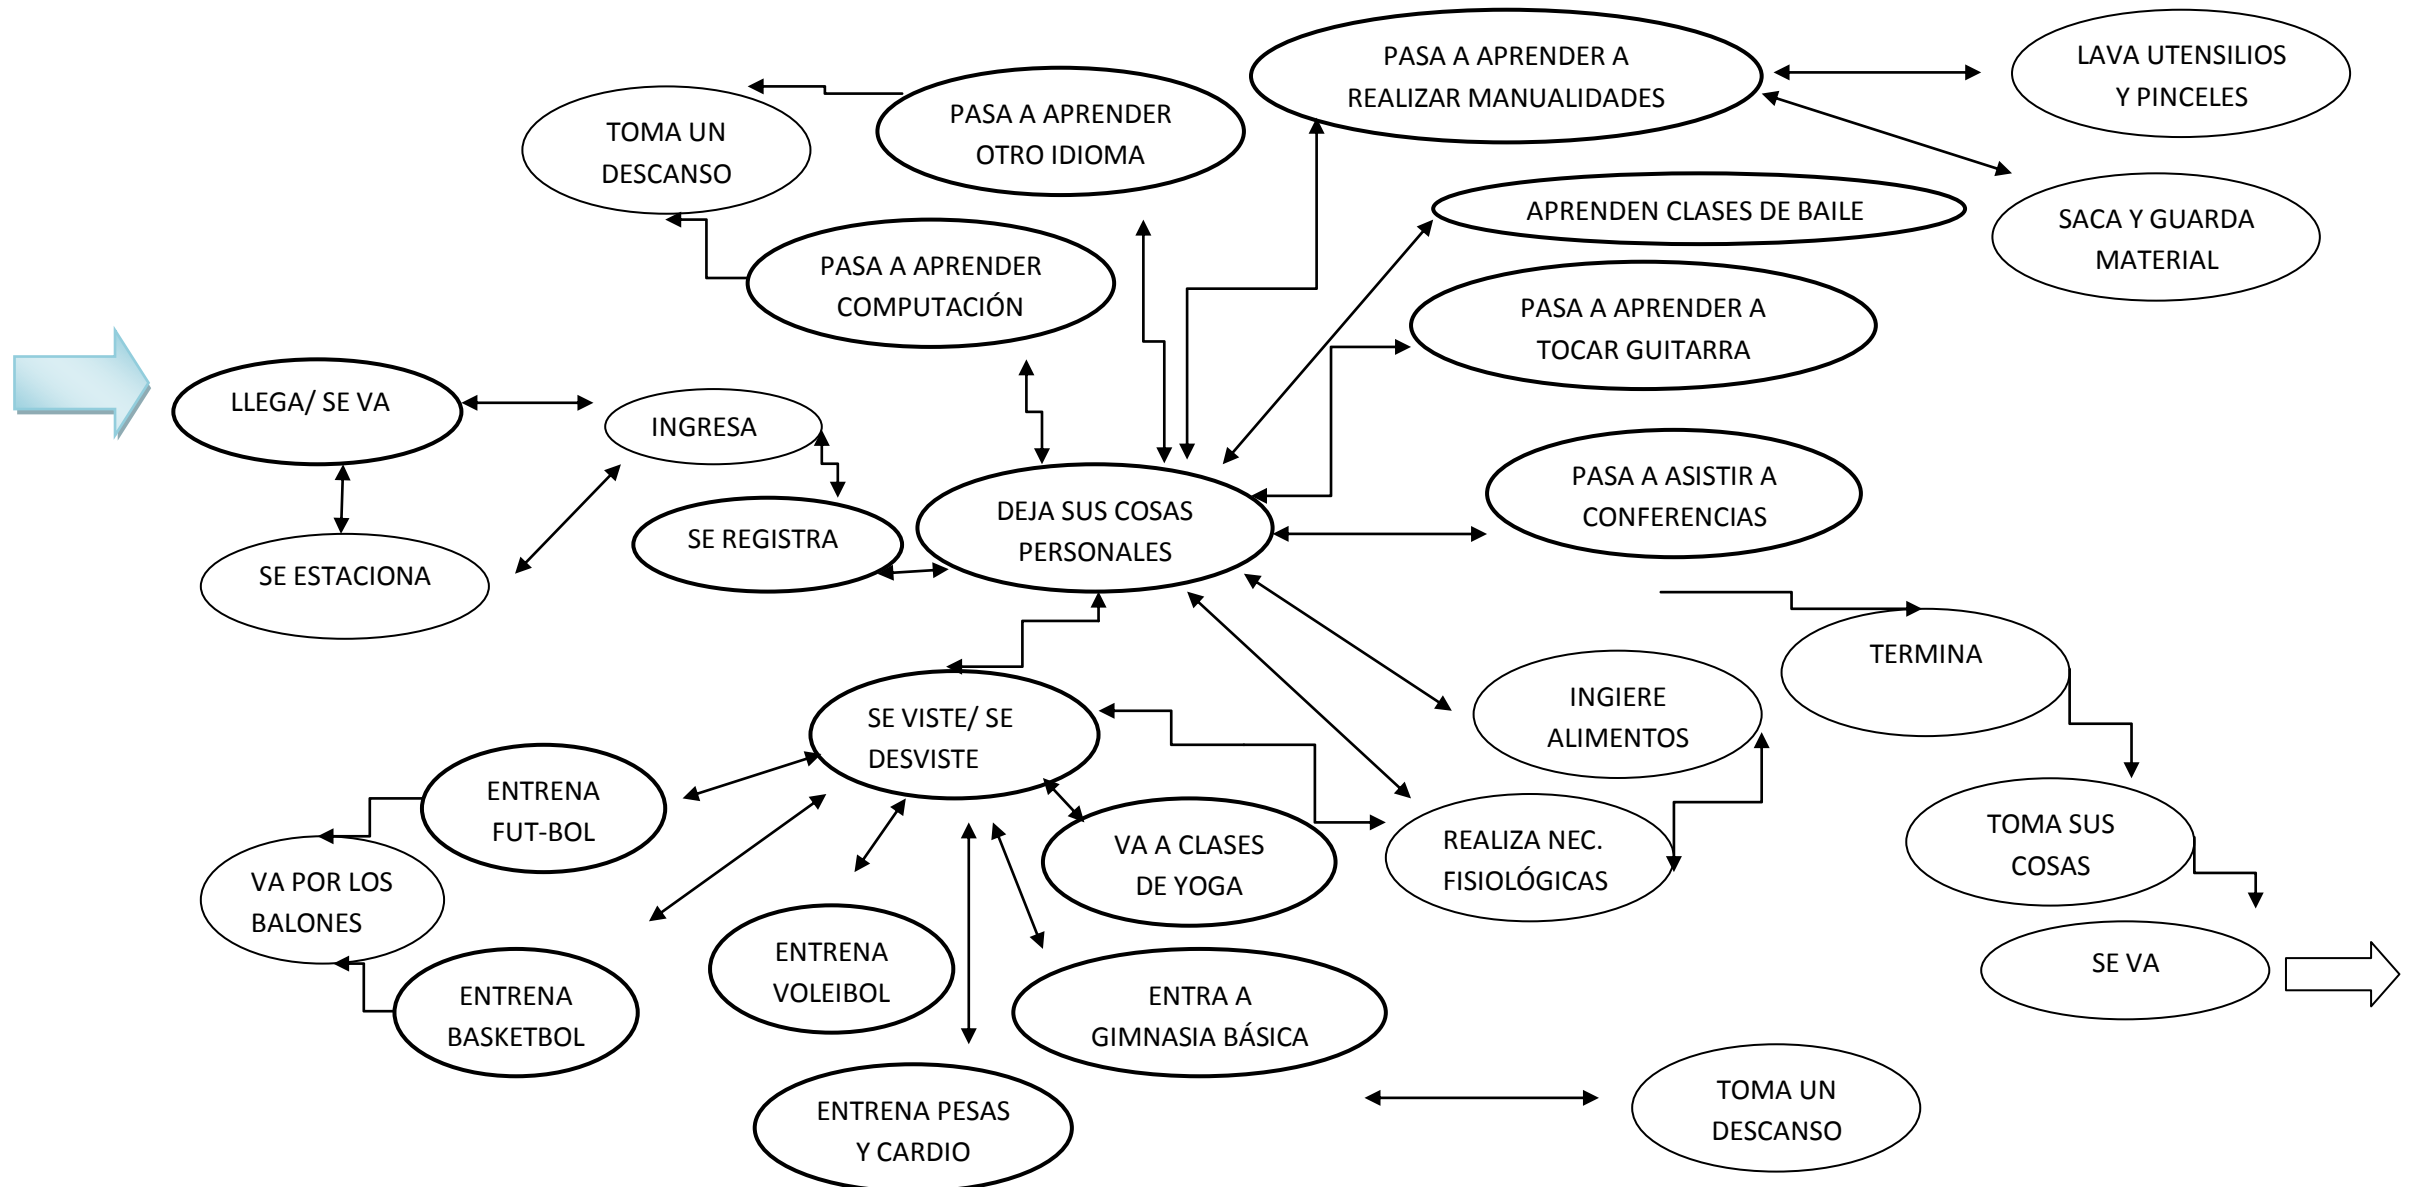 PASA A APRENDER A
REALIZAR MANUALIDADES
LAVA UTENSILIOS
Y PINCELES
PASA A APRENDER
OTRO IDIOMA
TOMA UN
DESCANSO
APRENDEN CLASES DE BAILE
SACA Y GUARDA
MATERIAL
PASA A APRENDER
COMPUTACIÓN
PASA A APRENDER A
TOCAR GUITARRA
LLEGA/ SE VA
INGRESA
PASA A ASISTIR A
CONFERENCIAS
DEJA SUS COSAS
PERSONALES
SE REGISTRA
SE ESTACIONA
TERMINA
INGIERE
ALIMENTOS
SE VISTE/ SE
DESVISTE
ENTRENA
FUT-BOL
VA A CLASES
DE YOGA
REALIZA NEC.
FISIOLÓGICAS
TOMA SUS
COSAS
VA POR LOS
BALONES
ENTRENA
VOLEIBOL
SE VA
ENTRENA
BASKETBOL
ENTRA A
GIMNASIA BÁSICA
ENTRENA PESAS
Y CARDIO
TOMA UN
DESCANSO